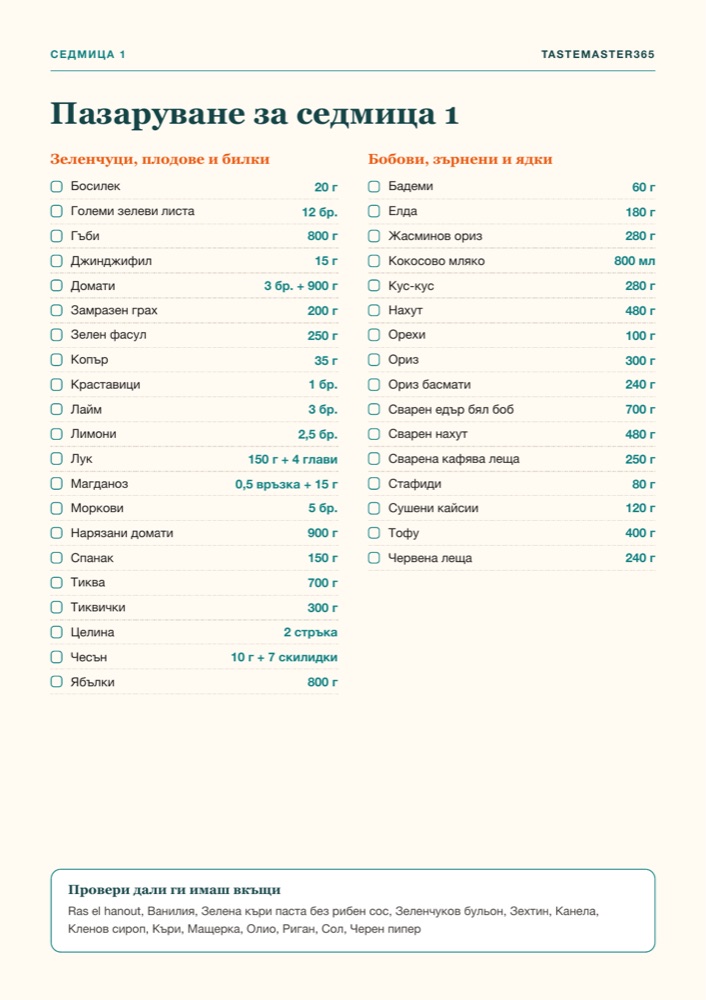 СЕДМИЦА 1
TASTEMASTER365
Пазаруване за седмица 1
Зеленчуци, плодове и билки
Босилек 20 г
Големи зелеви листа 12 бр.
Гъби 800 г
Джинджифил 15 г
Домати 3 бр. + 900 г
Замразен грах 200 г
Зелен фасул 250 г
Копър 35 г
Краставици 1 бр.
Лайм 3 бр.
Лимони 2,5 бр.
Лук 150 г + 4 глави
Магданоз 0,5 връзка + 15 г
Моркови 5 бр.
Нарязани домати 900 г
Спанак 150 г
Тиква 700 г
Тиквички 300 г
Целина 2 стръка
Чесън 10 г + 7 скилидки
Ябълки 800 г
Бобови, зърнени и ядки
Бадеми 60 г
Елда 180 г
Жасминов ориз 280 г
Кокосово мляко 800 мл
Кус-кус 280 г
Нахут 480 г
Орехи 100 г
Ориз 300 г
Ориз басмати 240 г
Сварен едър бял боб 700 г
Сварен нахут 480 г
Сварена кафява леща 250 г
Стафиди 80 г
Сушени кайсии 120 г
Тофу 400 г
Червена леща 240 г
Провери дали ги имаш вкъщи
Ras el hanout, Ванилия, Зелена къри паста без рибен сос, Зеленчуков бульон, Зехтин, Канела,
Кленов сироп, Къри, Мащерка, Олио, Риган, Сол, Черен пипер